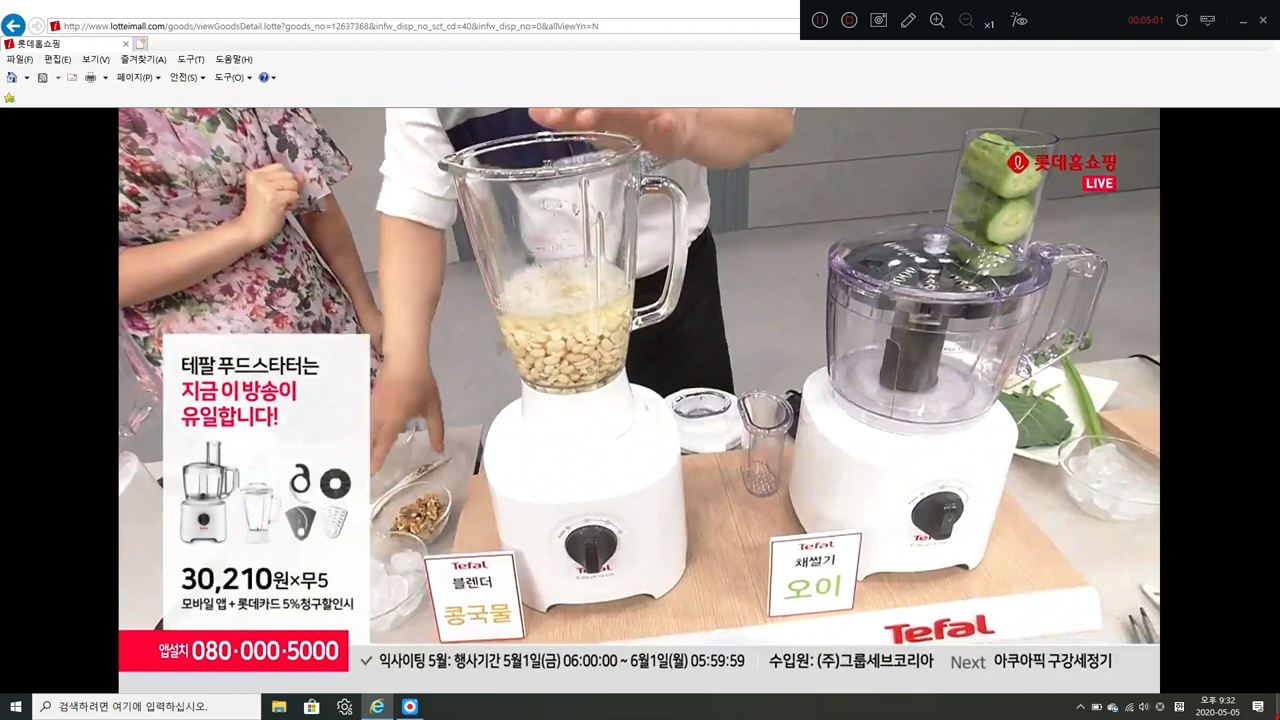 http://www.lotteimall.com/goods/viewGoodsDetail.lotte?goods_no=12637368&infw_disp_no_sct_cd=40&infw_disp_no=0&allViewYn=N
x1
00:05:01
롯데홈쇼핑
파일(F) 편집(E) 보기(V) 즐겨찾기(A) 도구(T) 도움말(H)
페이지(P) 안전(S) 도구(O)
롯데홈쇼핑
LIVE
테팔 푸드스타터는
지금 이 방송이
유일합니다!
30,210원×무5
모바일 앱 + 롯데카드 5%청구할인시
Tefal
블렌더
콩국물
Tefal
채썰기
오이
Tefal
앱설치 080·000·5000
익사이팅 5월: 행사기간 5월1일(금) 06:00:00 ~ 6월1일(월) 05:59:59
수입원: (주)그룹세브코리아
Next 아쿠아픽 구강세정기
검색하려면 여기에 입력하십시오.
오후 9:32
2020-05-05